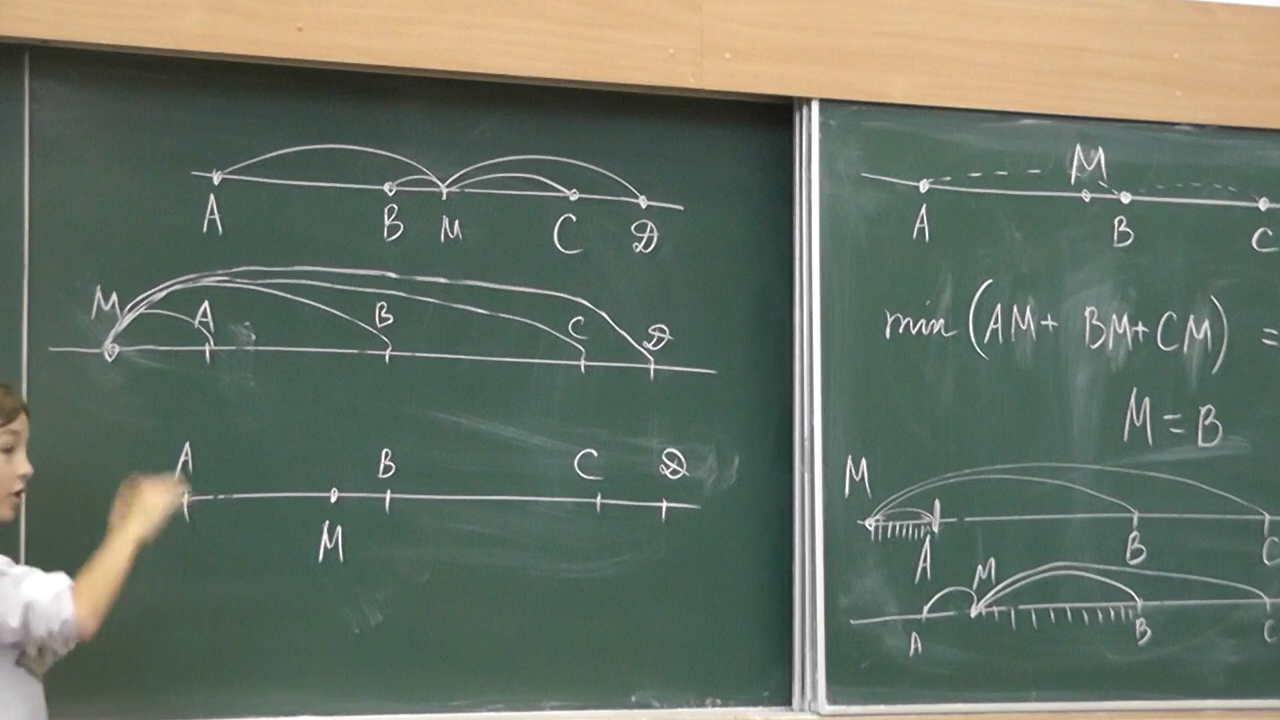 A B M C D
M A B C D
A B C D
M
M
A B C
min (AM + BM + CM) =
M = B
M
A B C
M
A B C